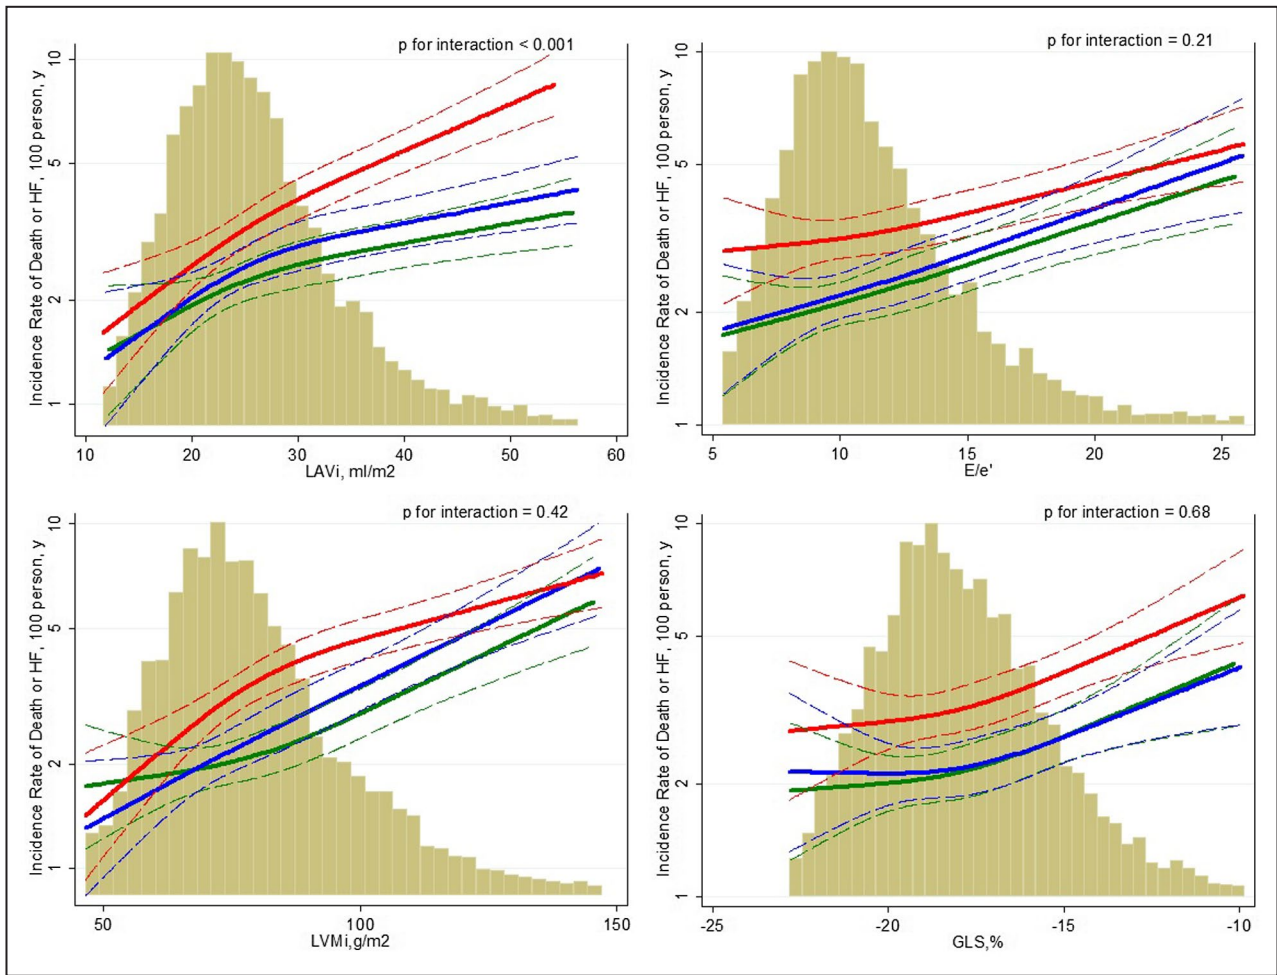 p for interaction < 0.001
Incidence Rate of Death or HF, 100 person, y
10
5
2
1
10 20 30 40 50 60
LAVi, ml/m2
p for interaction = 0.21
Incidence Rate of Death or HF, 100 person, y
10
5
2
1
5 10 15 20 25
E/e'
p for interaction = 0.42
Incidence Rate of Death or HF, 100 person, y
10
5
2
1
50 100 150
LVMi,g/m2
p for interaction = 0.68
Incidence Rate of Death or HF, 100 person, y
10
5
2
1
-25 -20 -15 -10
GLS,%